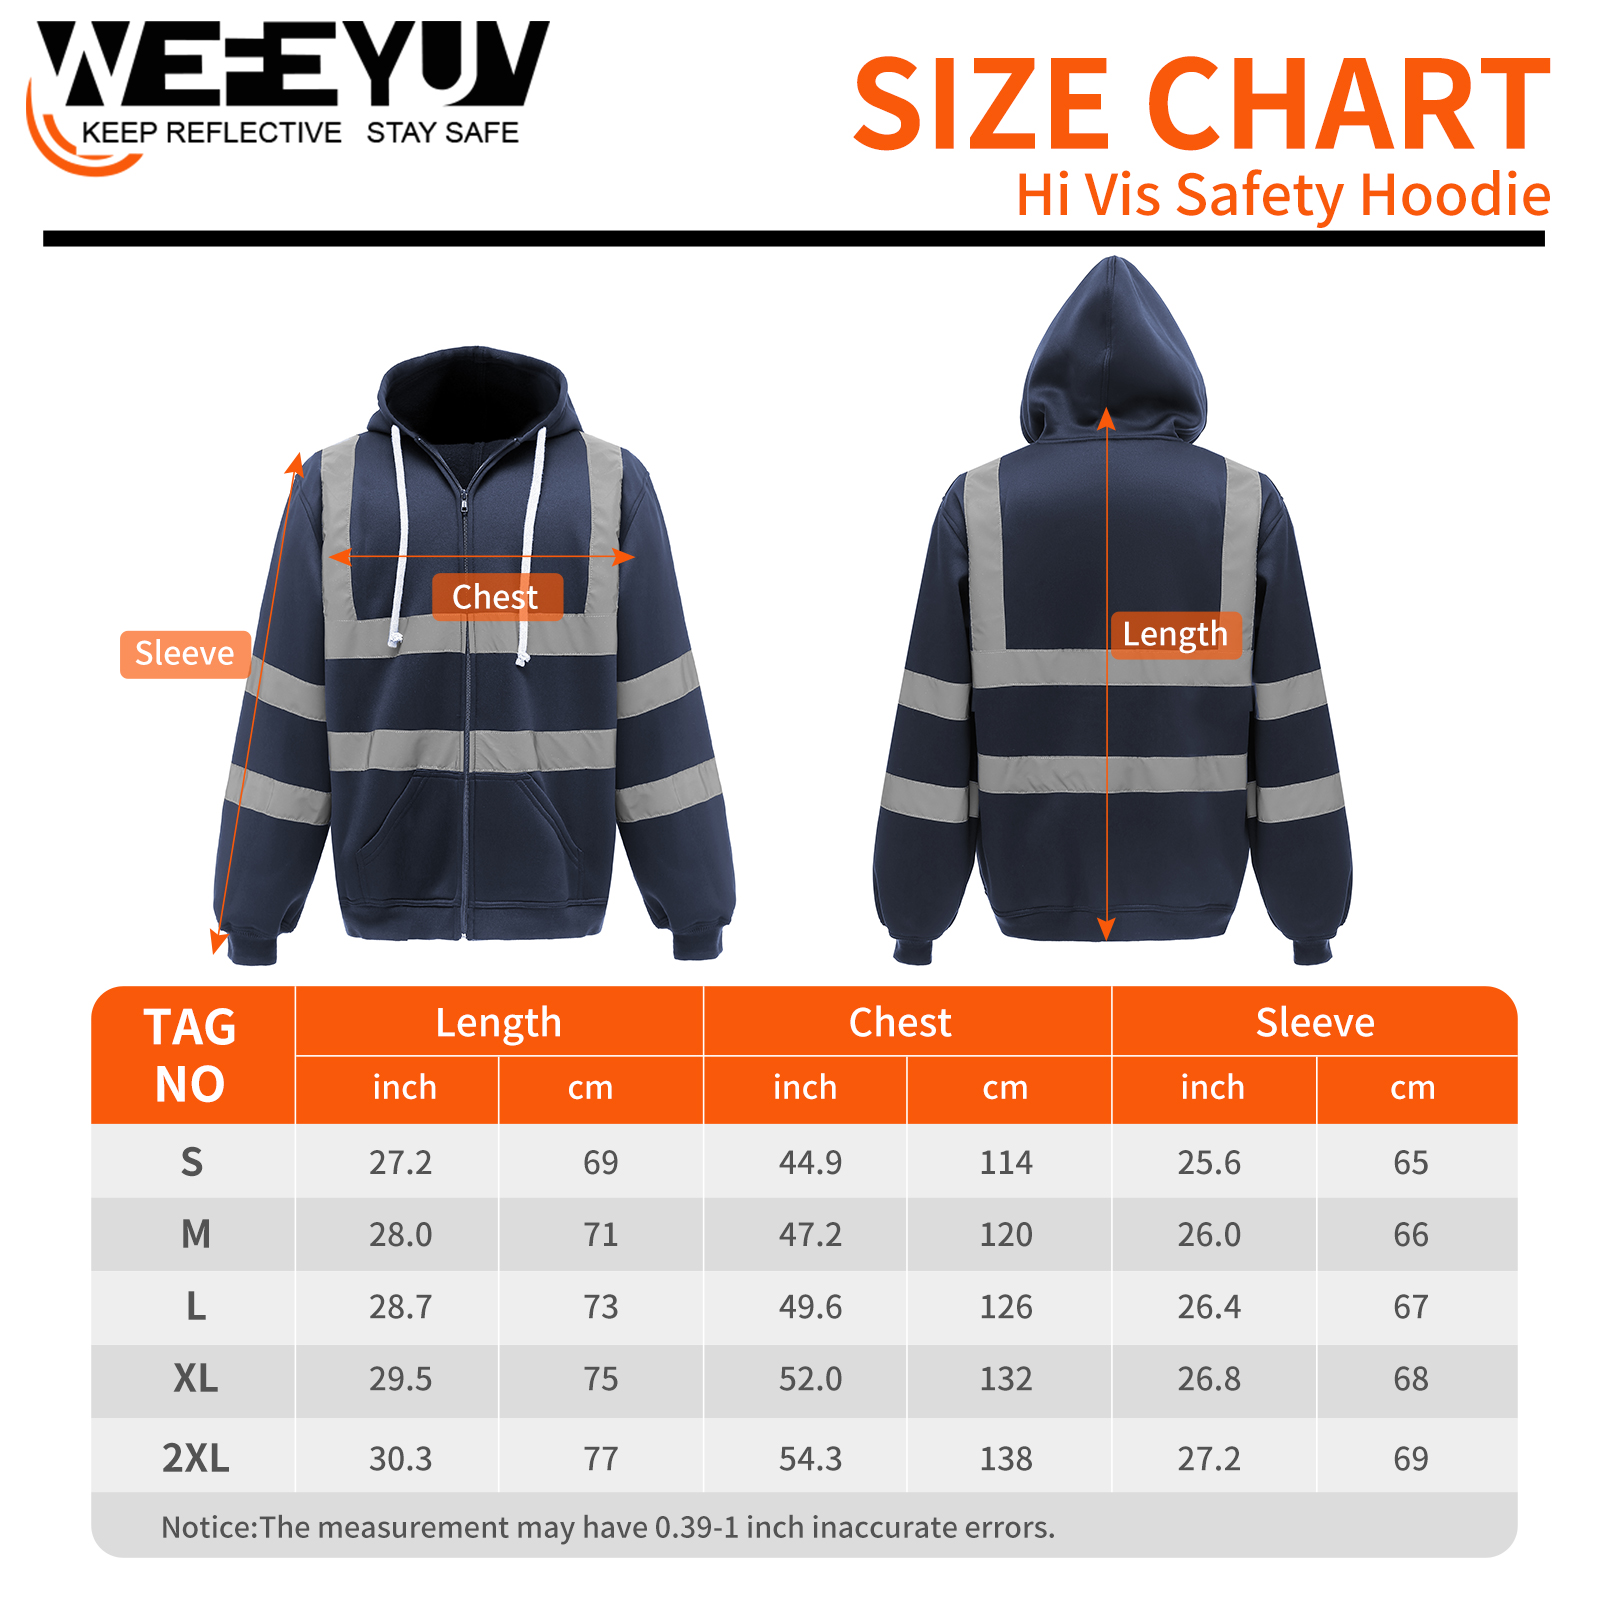 WEFEYUV
KEEP REFLECTIVE STAY SAFE
SIZE CHART
Hi Vis Safety Hoodie
Chest
Sleeve
Length
TAG NO Length Chest Sleeve
inch cm inch cm inch cm
S 27.2 69 44.9 114 25.6 65
M 28.0 71 47.2 120 26.0 66
L 28.7 73 49.6 126 26.4 67
XL 29.5 75 52.0 132 26.8 68
2XL 30.3 77 54.3 138 27.2 69
Notice:The measurement may have 0.39-1 inch inaccurate errors.